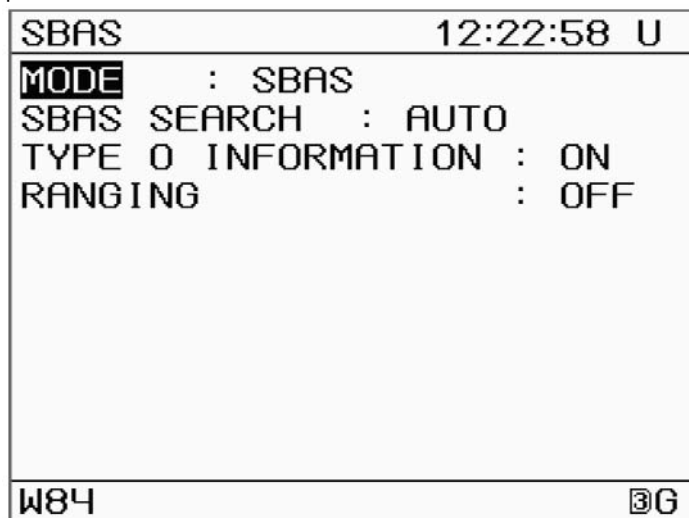 SBAS 12:22:58 U
MODE : SBAS
SBAS SEARCH : AUTO
TYPE 0 INFORMATION : ON
RANGING : OFF
W84 3G